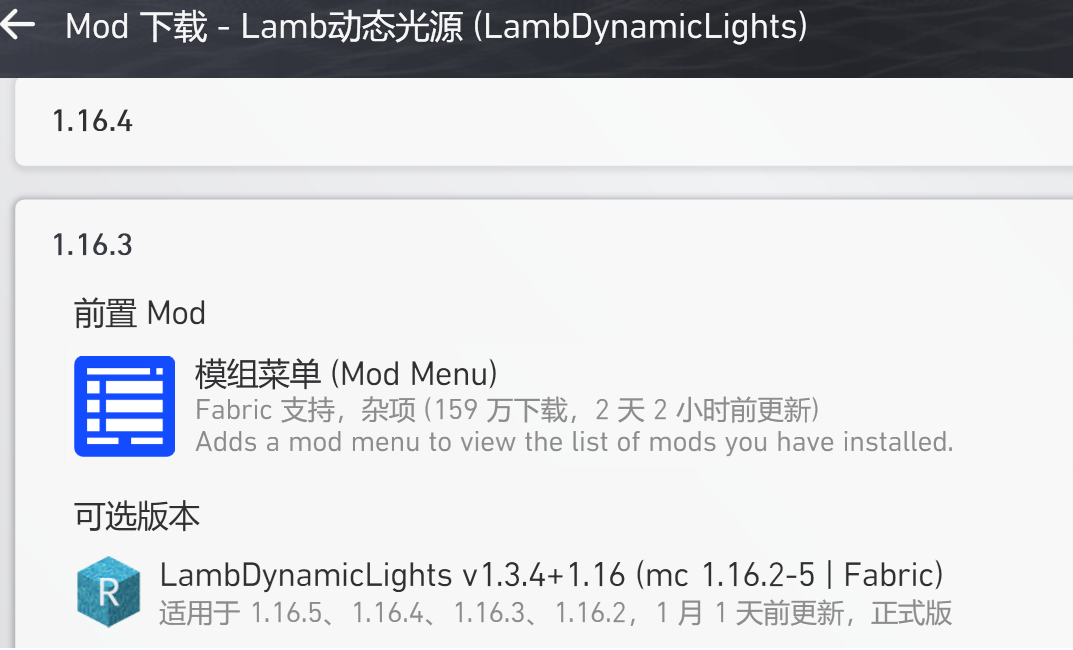 Mod 下载 - Lamb动态光源 (LambDynamicLights)
1.16.4
1.16.3
前置 Mod
模组菜单 (Mod Menu)
Fabric 支持，杂项 (159 万下载，2 天 2 小时前更新)
Adds a mod menu to view the list of mods you have installed.
可选版本
R
LambDynamicLights v1.3.4+1.16 (mc 1.16.2-5 | Fabric)
适用于 1.16.5、1.16.4、1.16.3、1.16.2，1 月 1 天前更新，正式版